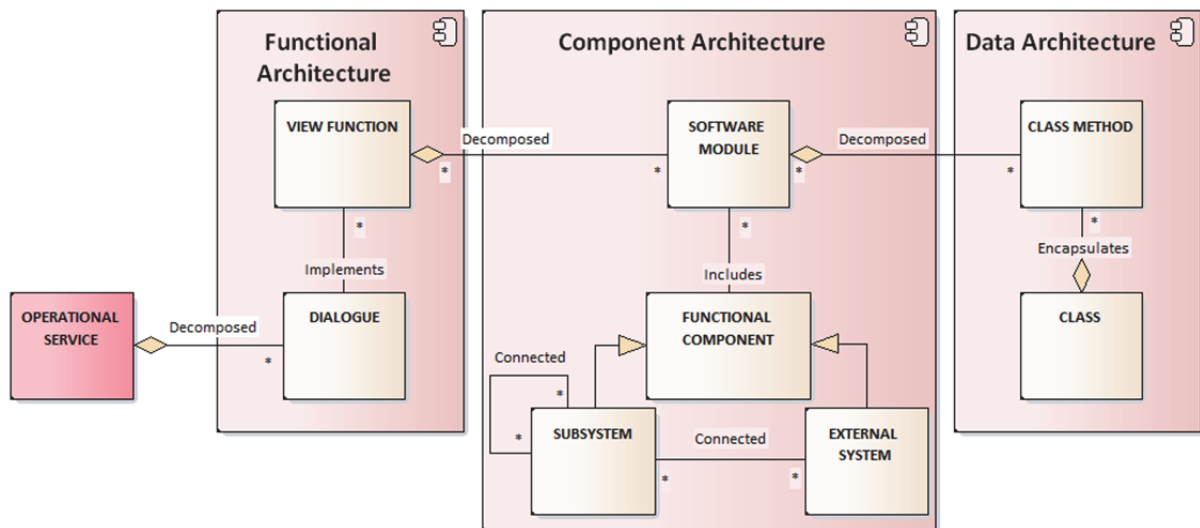 Functional
Architecture
Component Architecture
Data Architecture
VIEW FUNCTION
Decomposed
*
*
SOFTWARE
MODULE
Decomposed
*
*
CLASS METHOD
*
Implements
*
Includes
*
Encapsulates
OPERATIONAL
SERVICE
Decomposed
*
DIALOGUE
FUNCTIONAL
COMPONENT
CLASS
Connected
*
*
SUBSYSTEM
Connected
*
*
EXTERNAL
SYSTEM